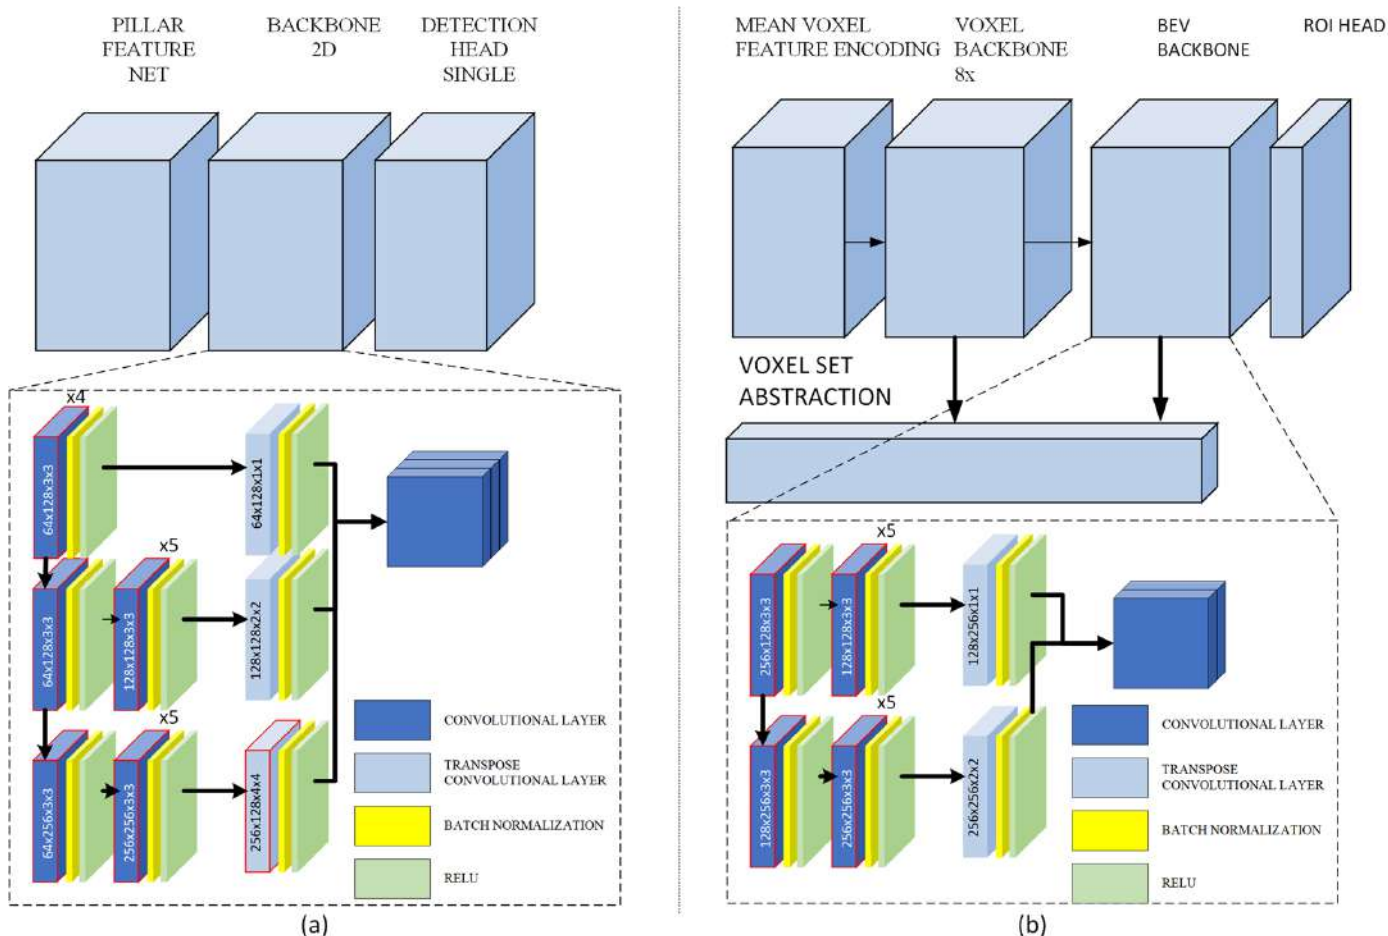 PILLAR
FEATURE
NET
BACKBONE
2D
DETECTION
HEAD
SINGLE
x4
64x128x3x3
64x128x1x1
x5
64x128x3x3
128x128x3x3
128x128x2x2
x5
64x256x3x3
256x256x3x3
256x128x4x4
CONVOLUTIONAL LAYER
TRANSPOSE
CONVOLUTIONAL LAYER
BATCH NORMALIZATION
RELU
(a)
MEAN VOXEL
FEATURE ENCODING
VOXEL
BACKBONE
8x
BEV
BACKBONE
ROI HEAD
VOXEL SET
ABSTRACTION
x5
256x128x3x3
128x128x3x3
128x256x1x1
x5
128x256x3x3
256x256x3x3
256x256x2x2
CONVOLUTIONAL LAYER
TRANSPOSE
CONVOLUTIONAL LAYER
BATCH NORMALIZATION
RELU
(b)